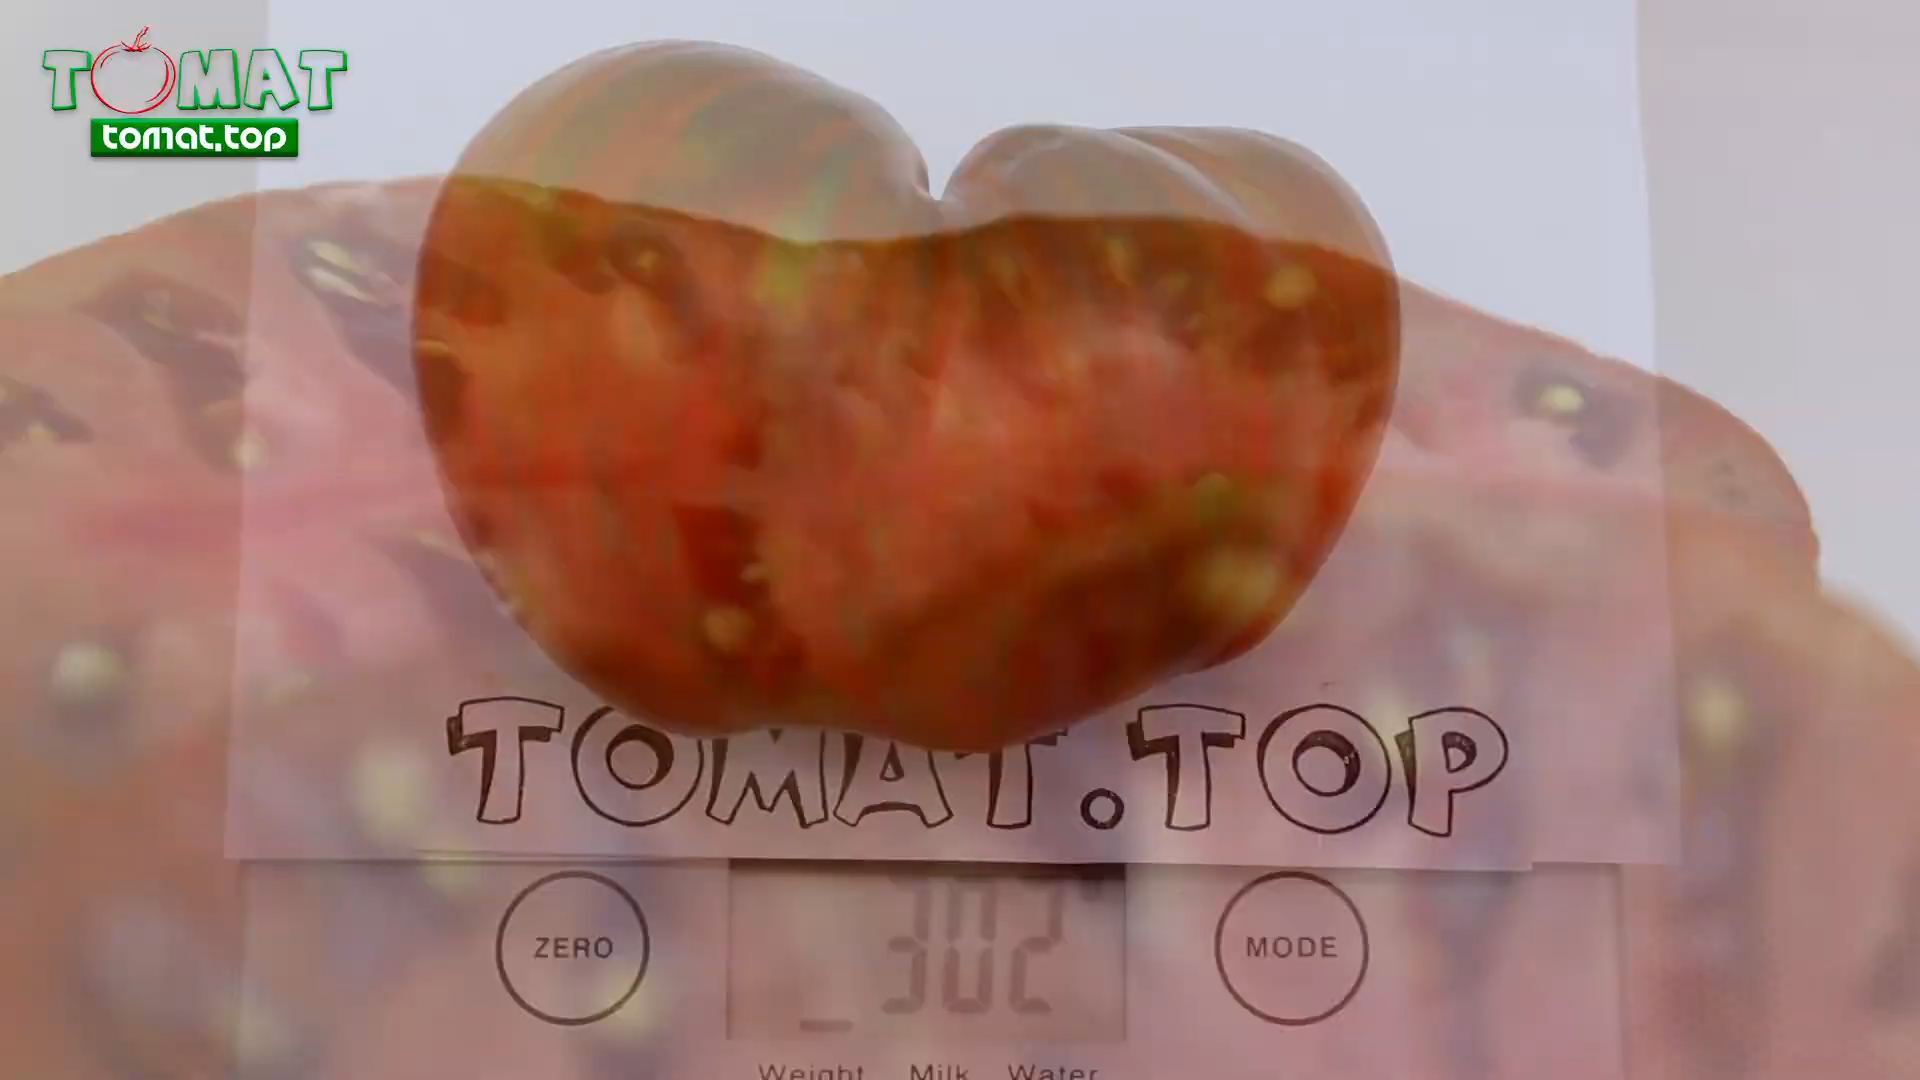 TOMAT
tomat.top
TOMAT.TOP
ZERO
302
MODE
Weight Milk Water